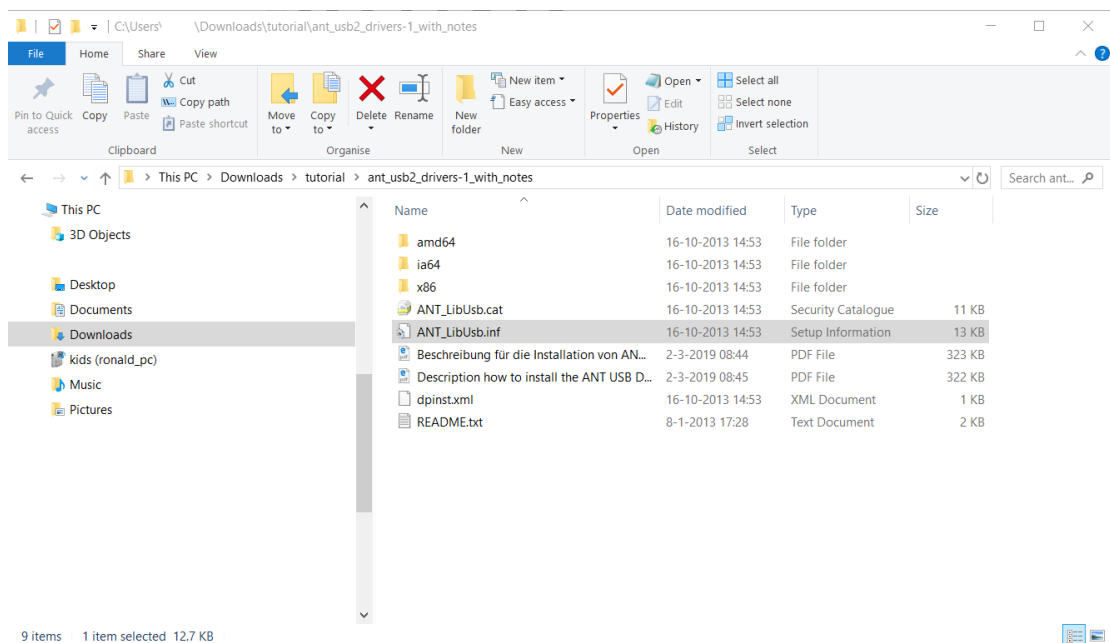 C:\Users\ \Downloads\tutorial\ant_usb2_drivers-1_with_notes
File Home Share View
Pin to Quick access
Copy
Paste
Cut
Copy path
Paste shortcut
Clipboard
Move to
Copy to
Delete
Rename
Organise
New folder
New item
Easy access
New
Properties
Open
Edit
History
Open
Select all
Select none
Invert selection
Select
This PC > Downloads > tutorial > ant_usb2_drivers-1_with_notes
Search ant...
This PC
3D Objects
Desktop
Documents
Downloads
kids (ronald_pc)
Music
Pictures
Name Date modified Type Size
amd64 16-10-2013 14:53 File folder
ia64 16-10-2013 14:53 File folder
x86 16-10-2013 14:53 File folder
ANT_LibUsb.cat 16-10-2013 14:53 Security Catalogue 11 KB
ANT_LibUsb.inf 16-10-2013 14:53 Setup Information 13 KB
Beschreibung für die Installation von AN... 2-3-2019 08:44 PDF File 323 KB
Description how to install the ANT USB D... 2-3-2019 08:45 PDF File 322 KB
dpinst.xml 16-10-2013 14:53 XML Document 1 KB
README.txt 8-1-2013 17:28 Text Document 2 KB
9 items 1 item selected 12.7 KB